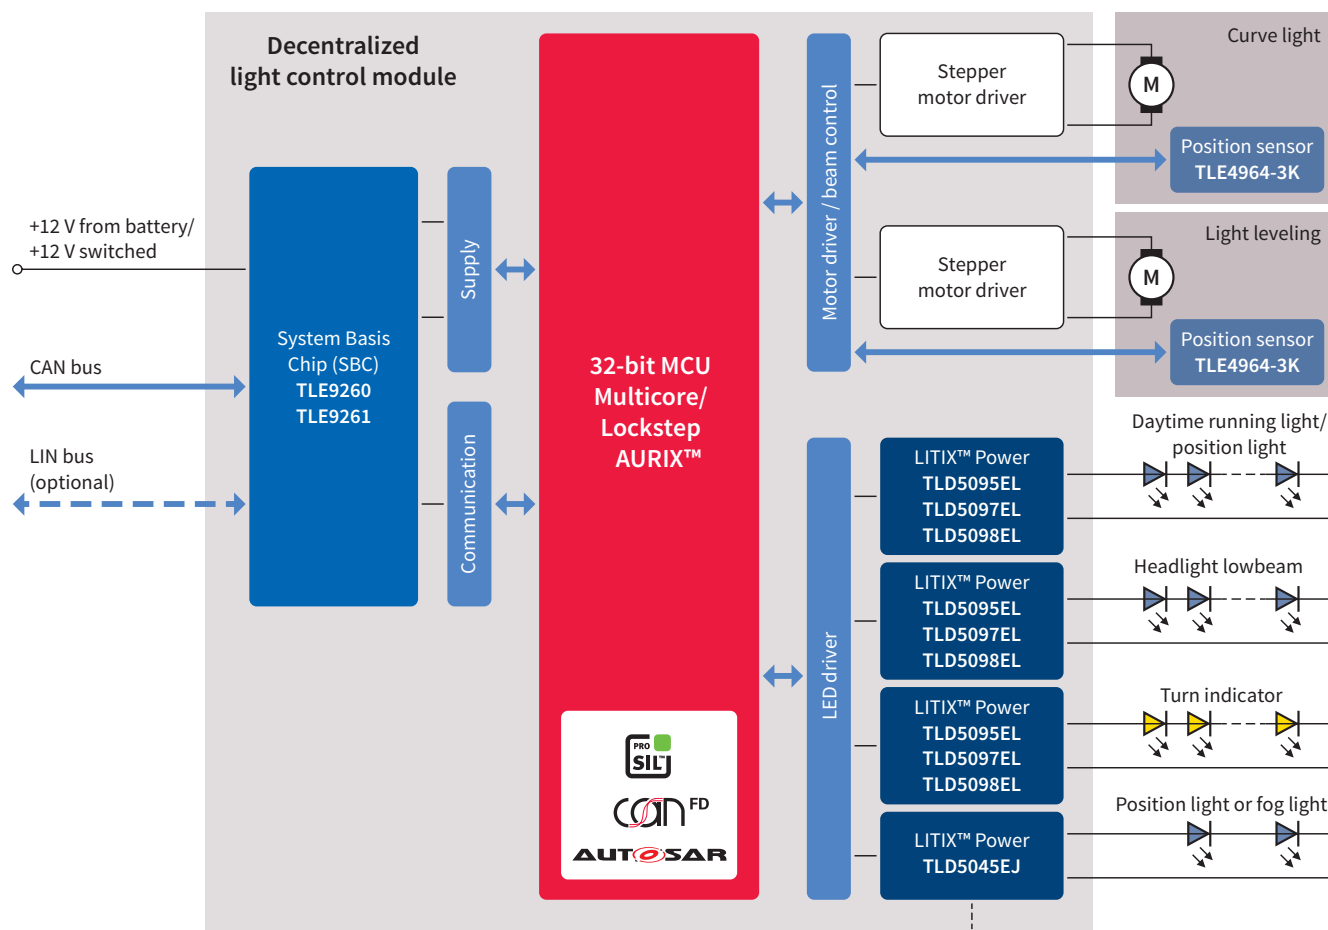 Decentralized
light control module
+12 V from battery/
+12 V switched
CAN bus
LIN bus
(optional)
System Basis
Chip (SBC)
TLE9260
TLE9261
Supply
Communication
32-bit MCU
Multicore/
Lockstep
AURIX™
PRO
SIL™
CAN FD
AUTOSAR
Motor driver / beam control
LED driver
Stepper
motor driver
Stepper
motor driver
Curve light
M
Position sensor
TLE4964-3K
Light leveling
M
Position sensor
TLE4964-3K
LITIX™ Power
TLD5095EL
TLD5097EL
TLD5098EL
LITIX™ Power
TLD5095EL
TLD5097EL
TLD5098EL
LITIX™ Power
TLD5095EL
TLD5097EL
TLD5098EL
LITIX™ Power
TLD5045EJ
Daytime running light/
position light
Headlight lowbeam
Turn indicator
Position light or fog light